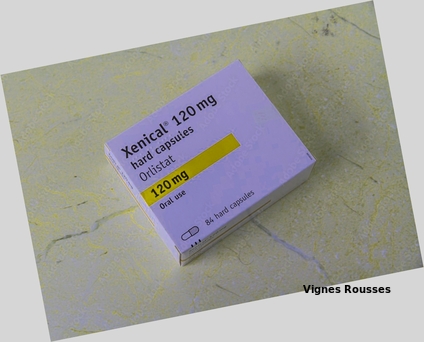 Xenical® 120 mg
hard capsules
Orlistat
120 mg
Oral use
84 hard capsules
Vignes Rousses